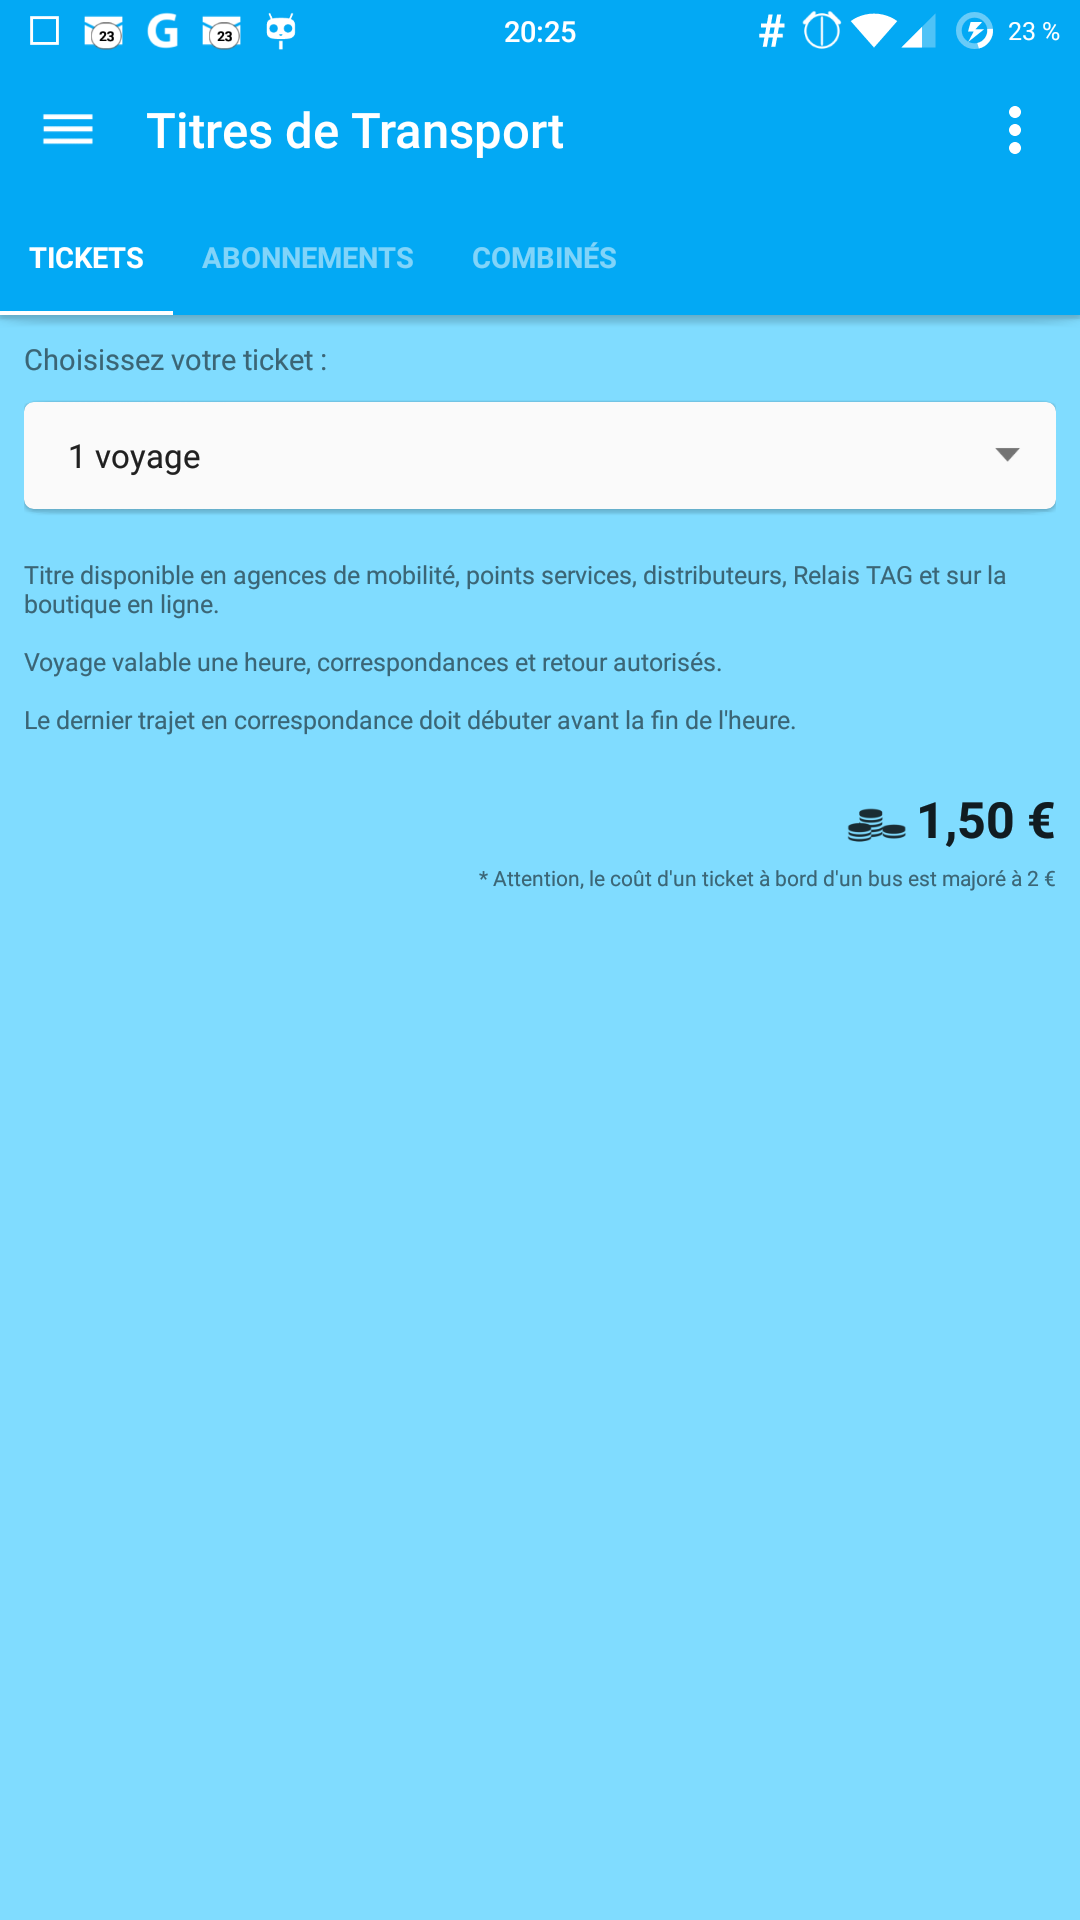 23 G 23 20:25 # 23 %
Titres de Transport
TICKETS ABONNEMENTS COMBINÉS
Choisissez votre ticket :
1 voyage
Titre disponible en agences de mobilité, points services, distributeurs, Relais TAG et sur la
boutique en ligne.
Voyage valable une heure, correspondances et retour autorisés.
Le dernier trajet en correspondance doit débuter avant la fin de l'heure.
1,50 €
* Attention, le coût d'un ticket à bord d'un bus est majoré à 2 €